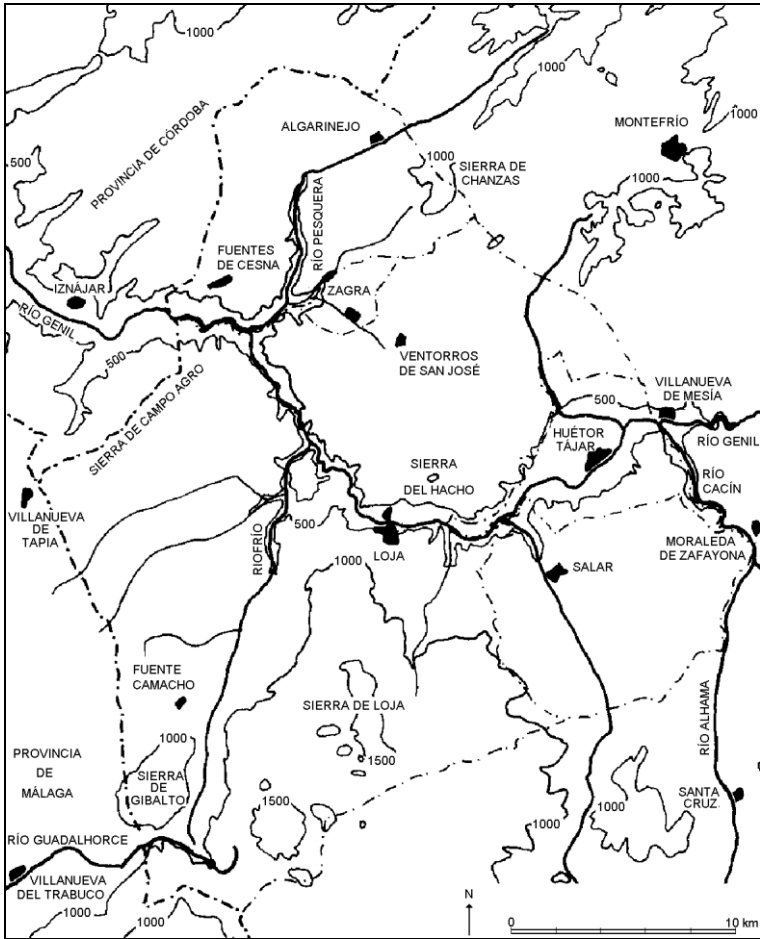 1000
1000
1000
1000
ALGARINEJO
MONTEFRÍO
500
PROVINCIA DE CÓRDOBA
1000
SIERRA DE
CHANZAS
1000
RÍO PESQUERA
FUENTES
DE CESNA
IZNÁJAR
ZAGRA
RÍO GENIL
500
VENTORROS
DE SAN JOSÉ
SIERRA DE CAMPO AGRO
500
VILLANUEVA
DE MESÍA
HUÉTOR
TÁJAR
RÍO GENIL
SIERRA
DEL HACHO
RÍO
CACÍN
VILLANUEVA
DE
TAPIA
500
LOJA
RIOFRÍO
1000
MORALEDA
DE ZAFAYONA
SALAR
FUENTE
CAMACHO
SIERRA DE LOJA
RÍO ALHAMA
1000
PROVINCIA
DE
MÁLAGA
SIERRA
DE
GIBALTO
1500
1500
1000
SANTA
CRUZ
1000
RÍO GUADALHORCE
VILLANUEVA
DEL TRABUCO
1000
1000
N
0
10 km